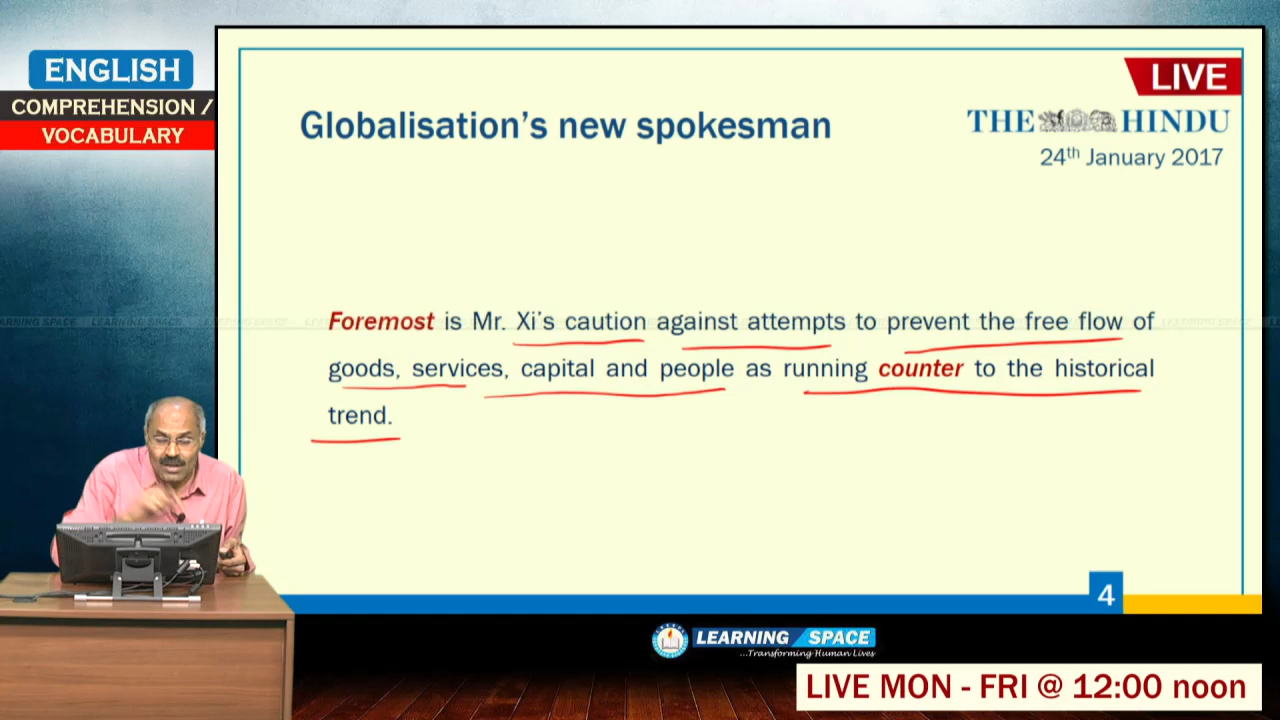 ENGLISH
COMPREHENSION /
VOCABULARY
LIVE
Globalisation's new spokesman
THE HINDU
24th January 2017
Foremost is Mr. Xi's caution against attempts to prevent the free flow of
goods, services, capital and people as running counter to the historical
trend.
4
LEARNING SPACE
...Transforming Human Lives
LIVE MON - FRI @ 12:00 noon